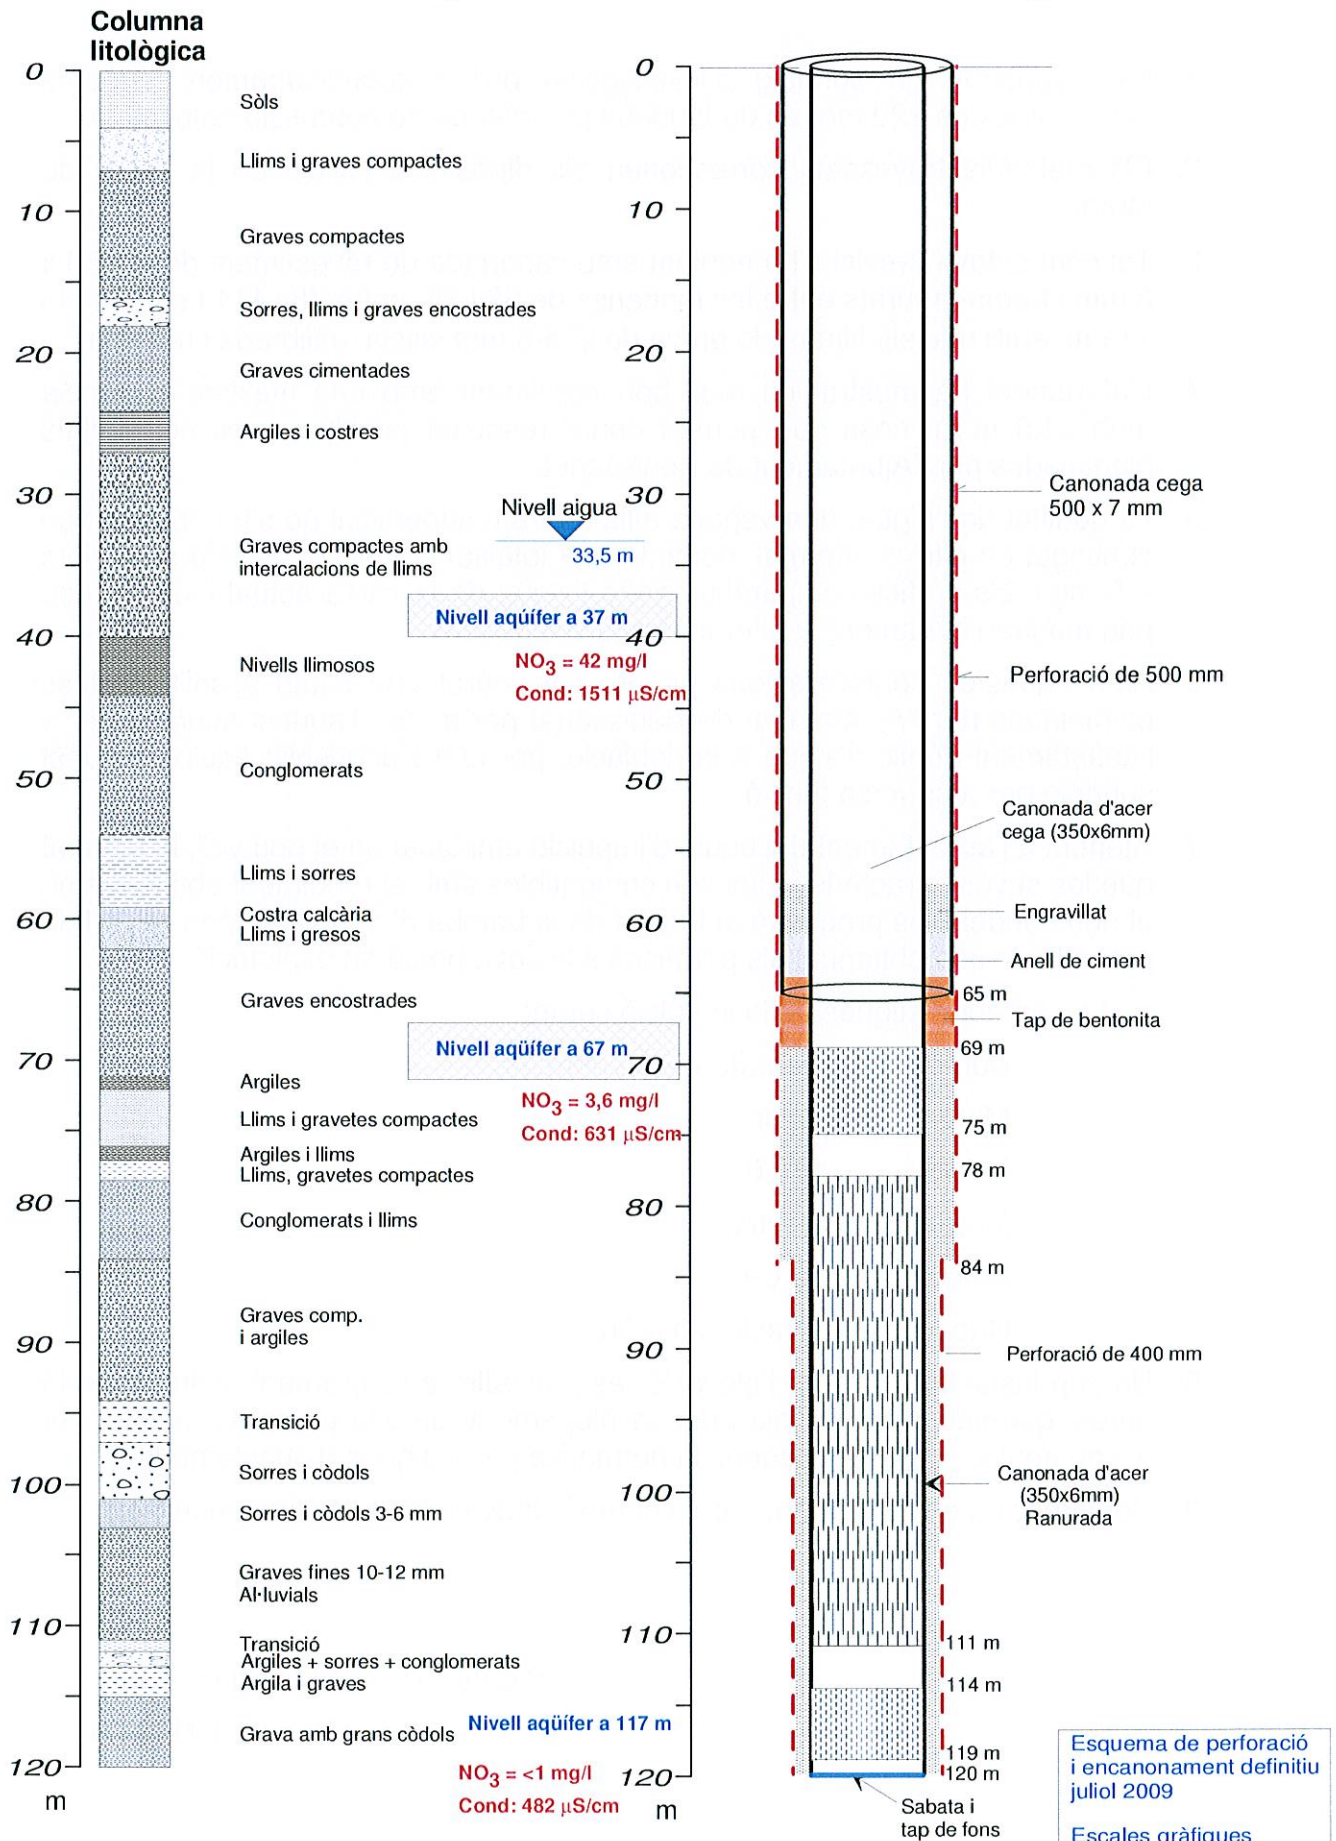 Columna
litològica
0
10
20
30
40
50
60
70
80
90
100
110
120
m
Sòls
Llims i graves compactes
Graves compactes
Sorres, llims i graves encostrades
Graves cimentades
Argiles i costres
Graves compactes amb
intercalacions de llims
Nivells llimosos
Conglomerats
Llims i sorres
Costra calcària
Llims i gresos
Graves encostrades
Argiles
Llims i gravetes compactes
Argiles i llims
Llims, gravetes compactes
Conglomerats i llims
Graves comp.
i argiles
Transició
Sorres i còdols
Sorres i còdols 3-6 mm
Graves fines 10-12 mm
Al·luvials
Transició
Argiles + sorres + conglomerats
Argila i graves
Grava amb grans còdols
Nivell aigua
33,5 m
Nivell aqüífer a 37 m
NO3 = 42 mg/l
Cond: 1511 µS/cm
Nivell aqüífer a 67 m
NO3 = 3,6 mg/l
Cond: 631 µS/cm
Nivell aqüífer a 117 m
NO3 = <1 mg/l
Cond: 482 µS/cm
0
10
20
30
40
50
60
70
80
90
100
110
120
m
Canonada cega
500 x 7 mm
Perforació de 500 mm
Canonada d'acer
cega (350x6mm)
Engravillat
Anell de ciment
65 m
Tap de bentonita
69 m
75 m
78 m
84 m
Perforació de 400 mm
Canonada d'acer
(350x6mm)
Ranurada
111 m
114 m
119 m
120 m
Sabata i
tap de fons
Esquema de perforació
i encanonament definitiu
juliol 2009
Escales gràfiques